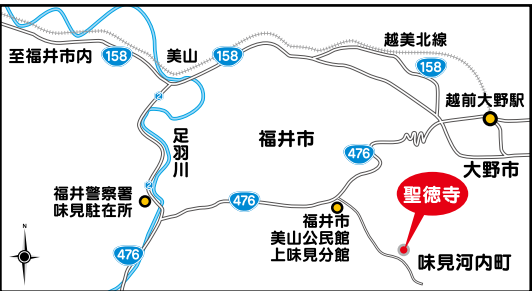 至福井市内
158
美山
158
越美北線
158
越前大野駅
2
足羽川
福井市
476
大野市
2
福井警察署
味見駐在所
476
聖徳寺
福井市
美山公民館
上味見分館
味見河内町
476
N